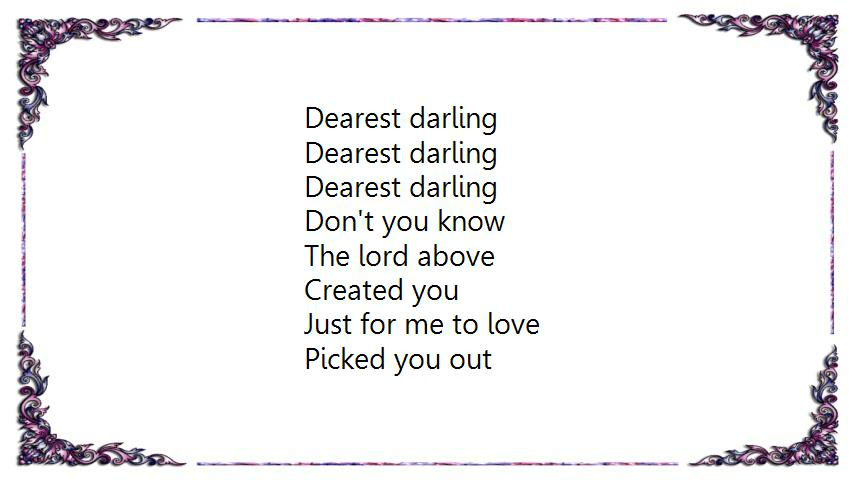 Dearest darling
Dearest darling
Dearest darling
Don't you know
The lord above
Created you
Just for me to love
Picked you out